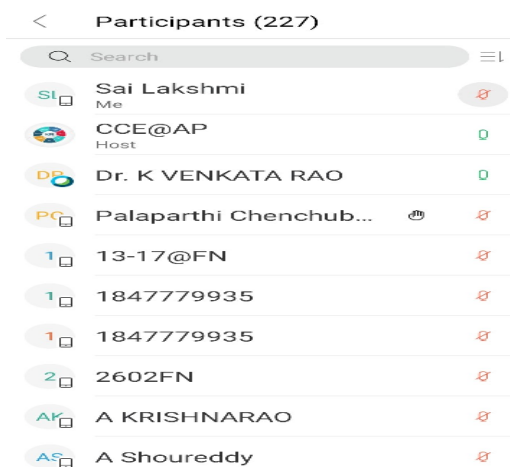 Participants (227)
Search
SL Sai Lakshmi
Me
CCE@AP
Host
Dr. K VENKATA RAO
PC Palaparthi Chenchub...
1 13-17@FN
1 1847779935
1 1847779935
2 2602FN
AK A KRISHNARAO
AS A Shoureddy